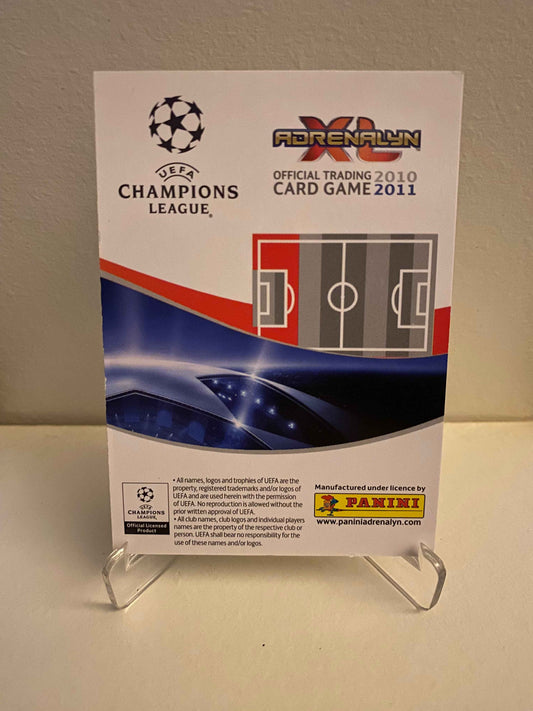 UEFA
CHAMPIONS
LEAGUE®
ADRENALYN
XL
OFFICIAL TRADING 2010
CARD GAME 2011
• All names, logos and trophies of UEFA are the
property, registered trademarks and/or logos of
UEFA and are used herein with the permission
of UEFA. No reproduction is allowed without the
prior written approval of UEFA.
• All club names, club logos and individual players
names are the property of the respective club or
person. UEFA shall bear no responsibility for the
use of these names and/or logos.
UEFA
CHAMPIONS
LEAGUE
Official Licensed
Product
Manufactured under licence by
PANINI
www.paniniadrenalyn.com